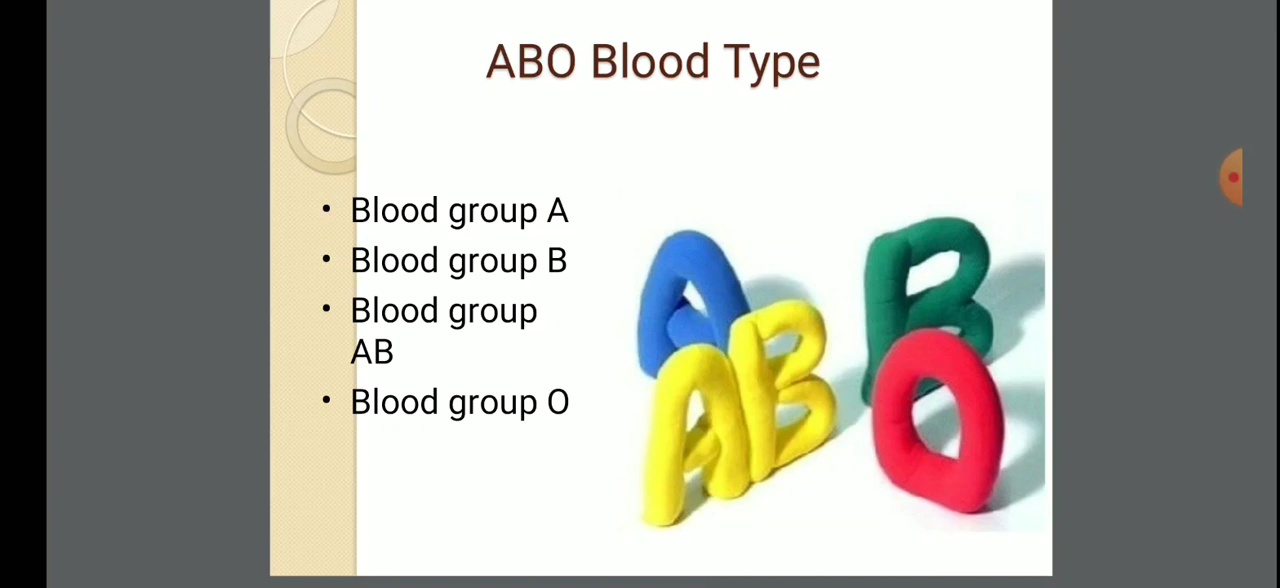 ABO Blood Type
• Blood group A
• Blood group B
• Blood group
AB
• Blood group O
A
B
AB
O